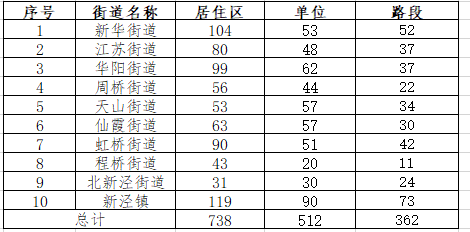 序号 街道名称 居住区 单位 路段
1 新华街道 104 53 52
2 江苏街道 80 48 37
3 华阳街道 99 62 37
4 周桥街道 56 44 22
5 天山街道 53 57 34
6 仙霞街道 63 57 30
7 虹桥街道 90 51 42
8 程桥街道 43 20 11
9 北新泾街道 31 30 24
10 新泾镇 119 90 73
总计 738 512 362